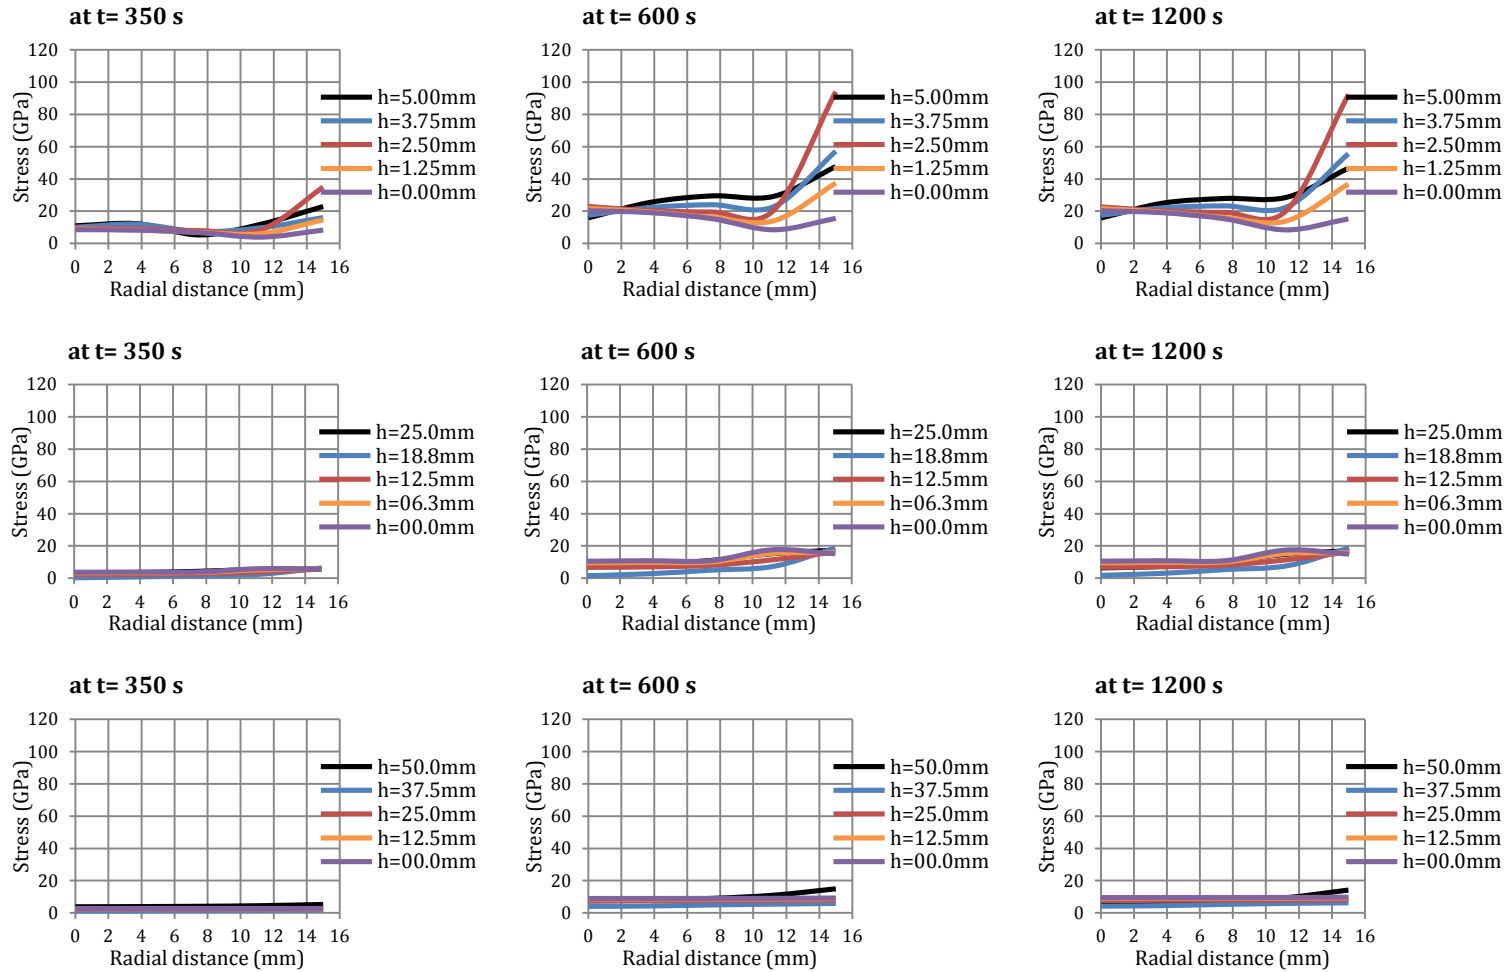 at t= 350 s
120
100
80
60
40
20
0
Stress (GPa)
0 2 4 6 8 10 12 14 16
Radial distance (mm)
h=5.00mm
h=3.75mm
h=2.50mm
h=1.25mm
h=0.00mm
at t= 600 s
120
100
80
60
40
20
0
Stress (GPa)
0 2 4 6 8 10 12 14 16
Radial distance (mm)
h=5.00mm
h=3.75mm
h=2.50mm
h=1.25mm
h=0.00mm
at t= 1200 s
120
100
80
60
40
20
0
Stress (GPa)
0 2 4 6 8 10 12 14 16
Radial distance (mm)
h=5.00mm
h=3.75mm
h=2.50mm
h=1.25mm
h=0.00mm
at t= 350 s
120
100
80
60
40
20
0
Stress (GPa)
0 2 4 6 8 10 12 14 16
Radial distance (mm)
h=25.0mm
h=18.8mm
h=12.5mm
h=06.3mm
h=00.0mm
at t= 600 s
120
100
80
60
40
20
0
Stress (GPa)
0 2 4 6 8 10 12 14 16
Radial distance (mm)
h=25.0mm
h=18.8mm
h=12.5mm
h=06.3mm
h=00.0mm
at t= 1200 s
120
100
80
60
40
20
0
Stress (GPa)
0 2 4 6 8 10 12 14 16
Radial distance (mm)
h=25.0mm
h=18.8mm
h=12.5mm
h=06.3mm
h=00.0mm
at t= 350 s
120
100
80
60
40
20
0
Stress (GPa)
0 2 4 6 8 10 12 14 16
Radial distance (mm)
h=50.0mm
h=37.5mm
h=25.0mm
h=12.5mm
h=00.0mm
at t= 600 s
120
100
80
60
40
20
0
Stress (GPa)
0 2 4 6 8 10 12 14 16
Radial distance (mm)
h=50.0mm
h=37.5mm
h=25.0mm
h=12.5mm
h=00.0mm
at t= 1200 s
120
100
80
60
40
20
0
Stress (GPa)
0 2 4 6 8 10 12 14 16
Radial distance (mm)
h=50.0mm
h=37.5mm
h=25.0mm
h=12.5mm
h=00.0mm